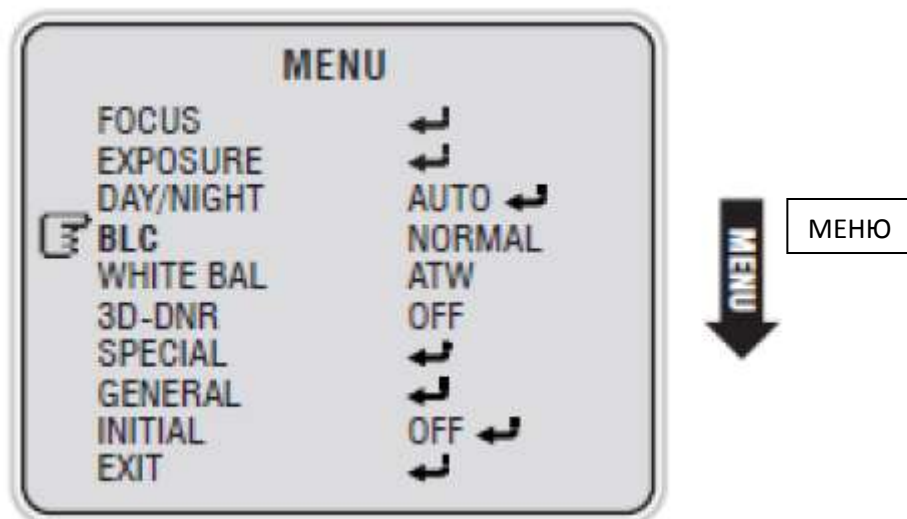 MENU
FOCUS ↵
EXPOSURE ↵
DAY/NIGHT AUTO ↵
BLC NORMAL
WHITE BAL ATW
3D-DNR OFF
SPECIAL ↵
GENERAL ↵
INITIAL OFF ↵
EXIT ↵
MENU
МЕНЮ